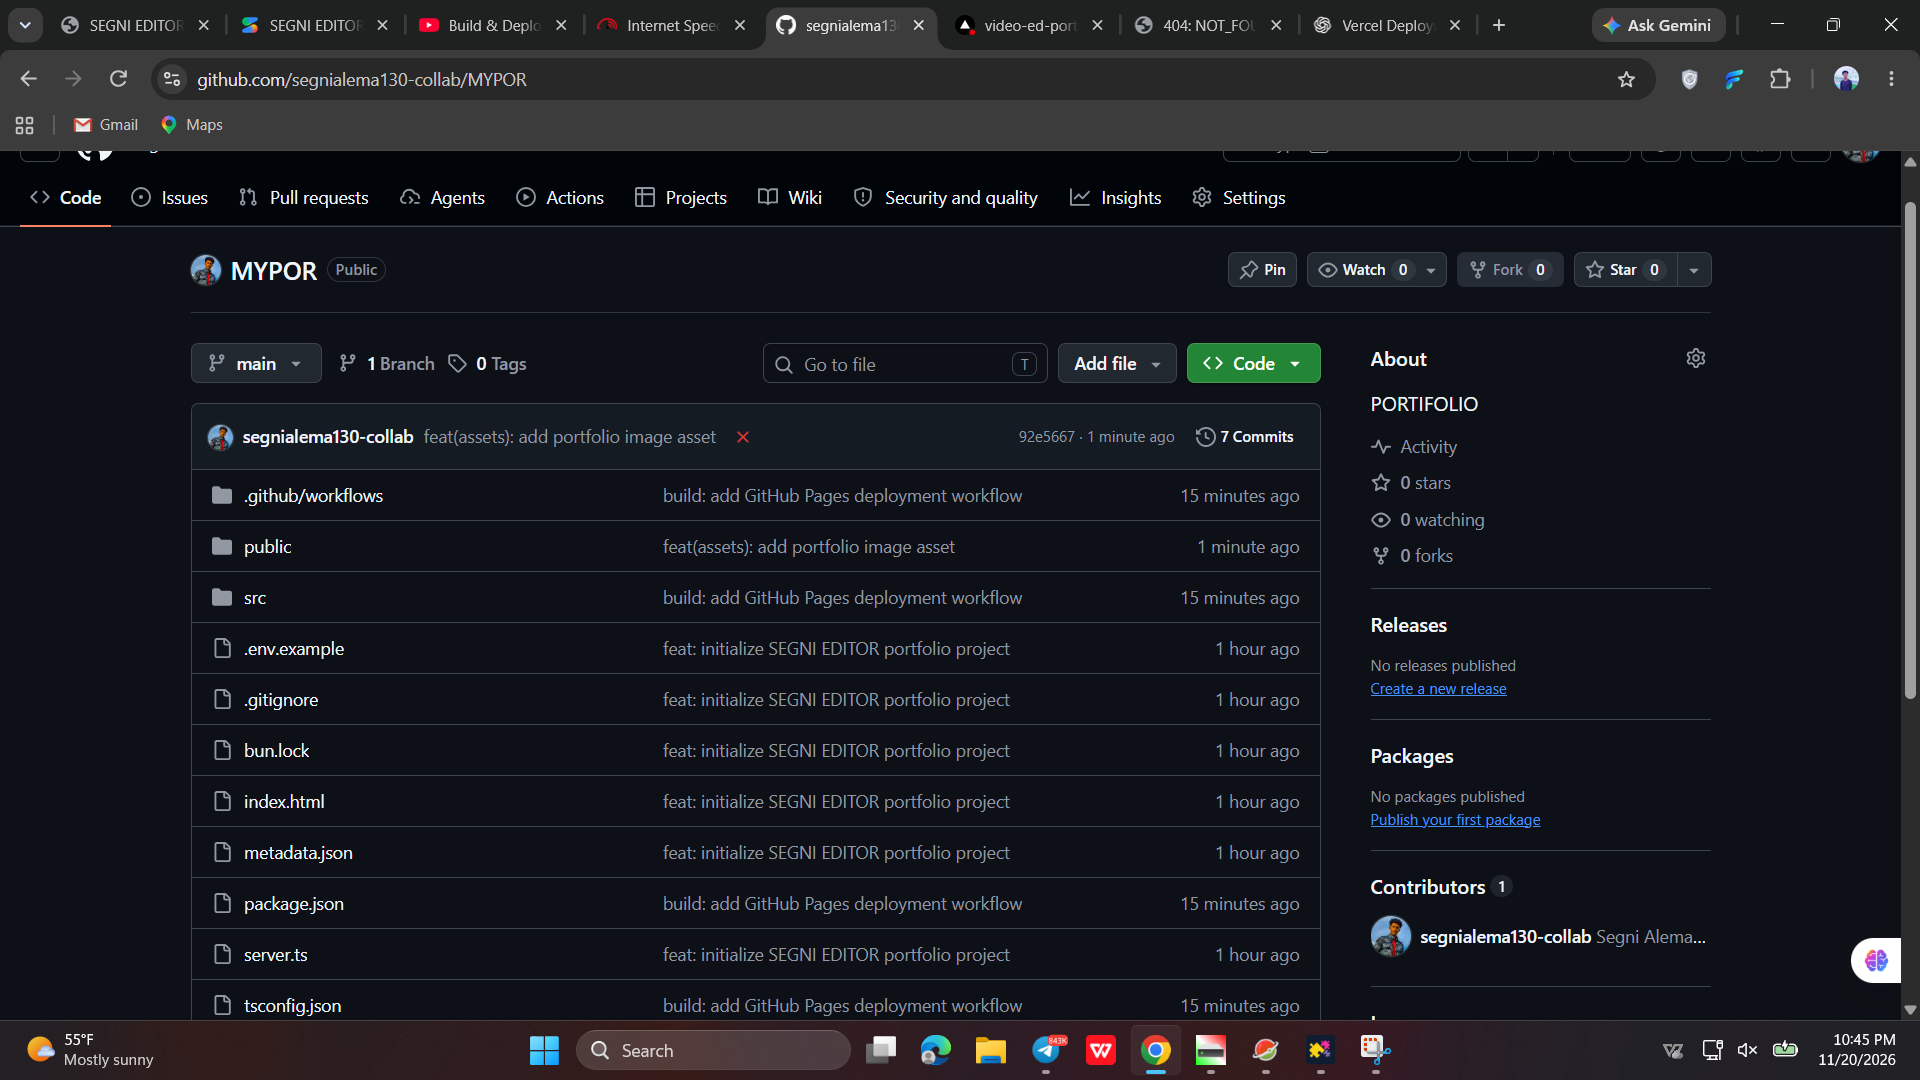 SEGNI EDITOR
SEGNI EDITOR
Build & Deplo
Internet Spee
segnialema13
video-ed-port
404: NOT_FOU
Vercel Deploy
Ask Gemini
github.com/segnialema130-collab/MYPOR
Gmail
Maps
Code
Issues
Pull requests
Agents
Actions
Projects
Wiki
Security and quality
Insights
Settings
MYPOR
Public
Pin
Watch 0
Fork 0
Star 0
main
1 Branch
0 Tags
Go to file
T
Add file
Code
segnialema130-collab feat(assets): add portfolio image asset
92e5667 · 1 minute ago
7 Commits
.github/workflows build: add GitHub Pages deployment workflow 15 minutes ago
public feat(assets): add portfolio image asset 1 minute ago
src build: add GitHub Pages deployment workflow 15 minutes ago
.env.example feat: initialize SEGNI EDITOR portfolio project 1 hour ago
.gitignore feat: initialize SEGNI EDITOR portfolio project 1 hour ago
bun.lock feat: initialize SEGNI EDITOR portfolio project 1 hour ago
index.html feat: initialize SEGNI EDITOR portfolio project 1 hour ago
metadata.json feat: initialize SEGNI EDITOR portfolio project 1 hour ago
package.json build: add GitHub Pages deployment workflow 15 minutes ago
server.ts feat: initialize SEGNI EDITOR portfolio project 1 hour ago
tsconfig.json build: add GitHub Pages deployment workflow 15 minutes ago
About
PORTIFOLIO
Activity
0 stars
0 watching
0 forks
Releases
No releases published
Create a new release
Packages
No packages published
Publish your first package
Contributors 1
segnialema130-collab Segni Alema...
55°F
Mostly sunny
Search
843K
10:45 PM
11/20/2026